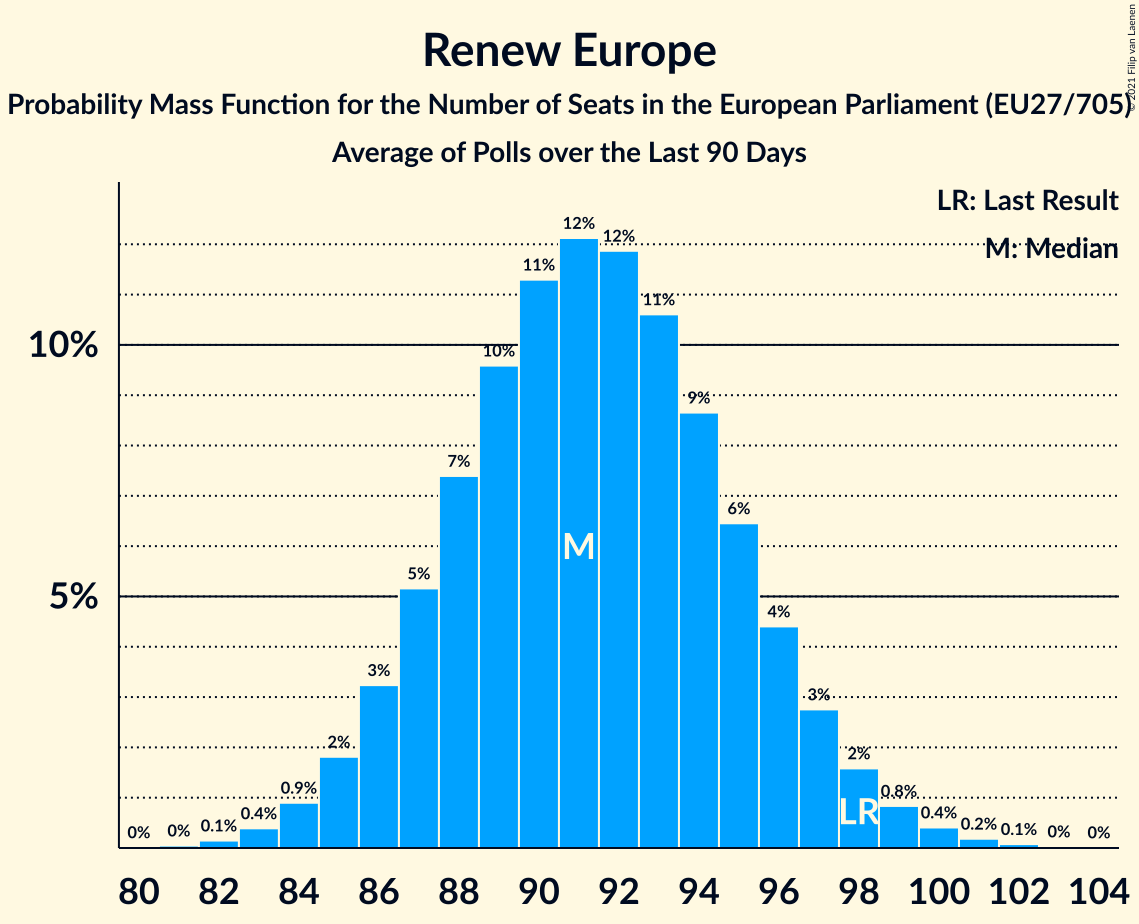 Renew Europe
Probability Mass Function for the Number of Seats in the European Parliament (EU27/705)
Average of Polls over the Last 90 Days
© 2021 Filip van Laenen
LR: Last Result
M: Median
10%
5%
0% 0% 0.1% 0.4% 0.9% 2% 3% 5% 7% 10% 11% 12% 12% 11% 9% 6% 4% 3% 2% 0.8% 0.4% 0.2% 0.1% 0% 0%
M
LR
80 82 84 86 88 90 92 94 96 98 100 102 104